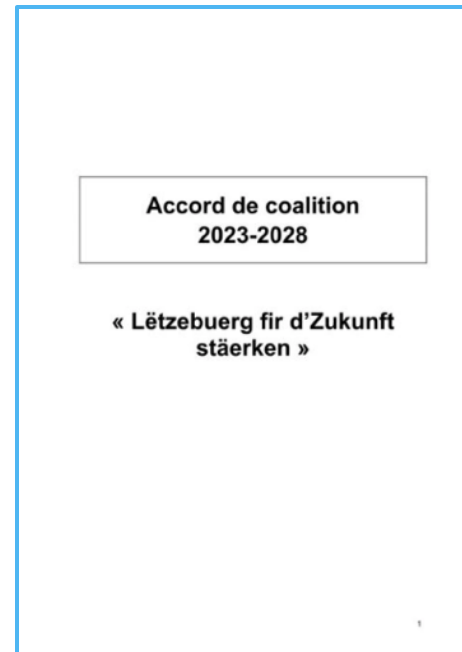 Accord de coalition
2023-2028
« Lëtzebuerg fir d’Zukunft
stäerken »
1